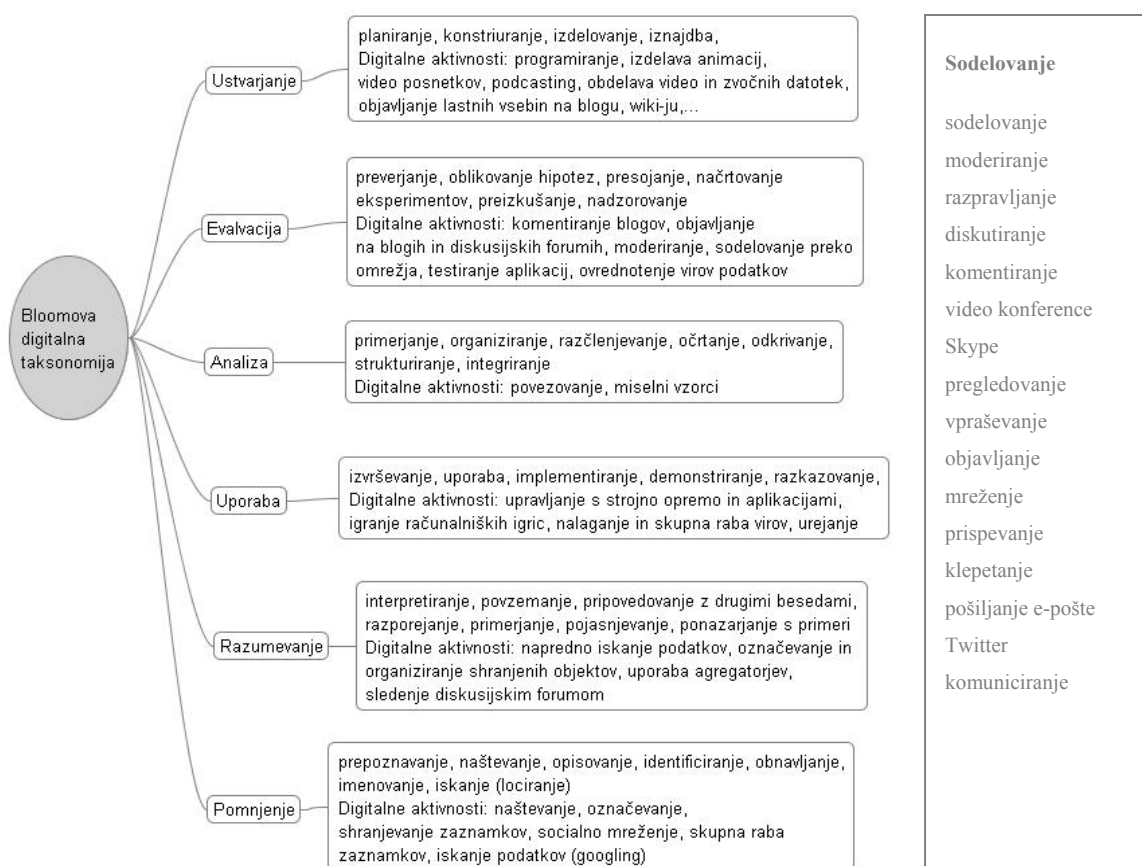 planiranje, konstriuranje, izdelovanje, iznajdba,
Digitalne aktivnosti: programiranje, izdelava animacij,
video posnetkov, podcasting, obdelava video in zvočnih datotek,
objavljanje lastnih vsebin na blogu, wiki-ju,...
Ustvarjanje
preverjanje, oblikovanje hipotez, presojanje, načrtovanje
eksperimentov, preizkušanje, nadzorovanje
Digitalne aktivnosti: komentiranje blogov, objavljanje
na blogih in diskusijskih forumih, moderiranje, sodelovanje preko
omrežja, testiranje aplikacij, ovrednotenje virov podatkov
Evalvacija
Bloomova
digitalna
taksonomija
primerjanje, organiziranje, razčlenjevanje, očrtanje, odkrivanje,
strukturiranje, integriranje
Digitalne aktivnosti: povezovanje, miselni vzorci
Analiza
izvrševanje, uporaba, implementiranje, demonstriranje, razkazovanje,
Digitalne aktivnosti: upravljanje s strojno opremo in aplikacijami,
igranje računalniških igric, nalaganje in skupna raba virov, urejanje
Uporaba
interpretiranje, povzemanje, pripovedovanje z drugimi besedami,
razporejanje, primerjanje, pojasnjevanje, ponazarjanje s primeri
Digitalne aktivnosti: napredno iskanje podatkov, označevanje in
organiziranje shranjenih objektov, uporaba agregatorjev,
sledenje diskusijskim forumom
Razumevanje
prepoznavanje, naštevanje, opisovanje, identificiranje, obnavljanje,
imenovanje, iskanje (lociranje)
Digitalne aktivnosti: naštevanje, označevanje,
shranjevanje zaznamkov, socialno mreženje, skupna raba
zaznamkov, iskanje podatkov (googling)
Pomnjenje
Sodelovanje
sodelovanje
moderiranje
razpravljanje
diskutiranje
komentiranje
video konference
Skype
pregledovanje
vpraševanje
objavljanje
mreženje
prispevanje
klepetanje
pošiljanje e-pošte
Twitter
komuniciranje